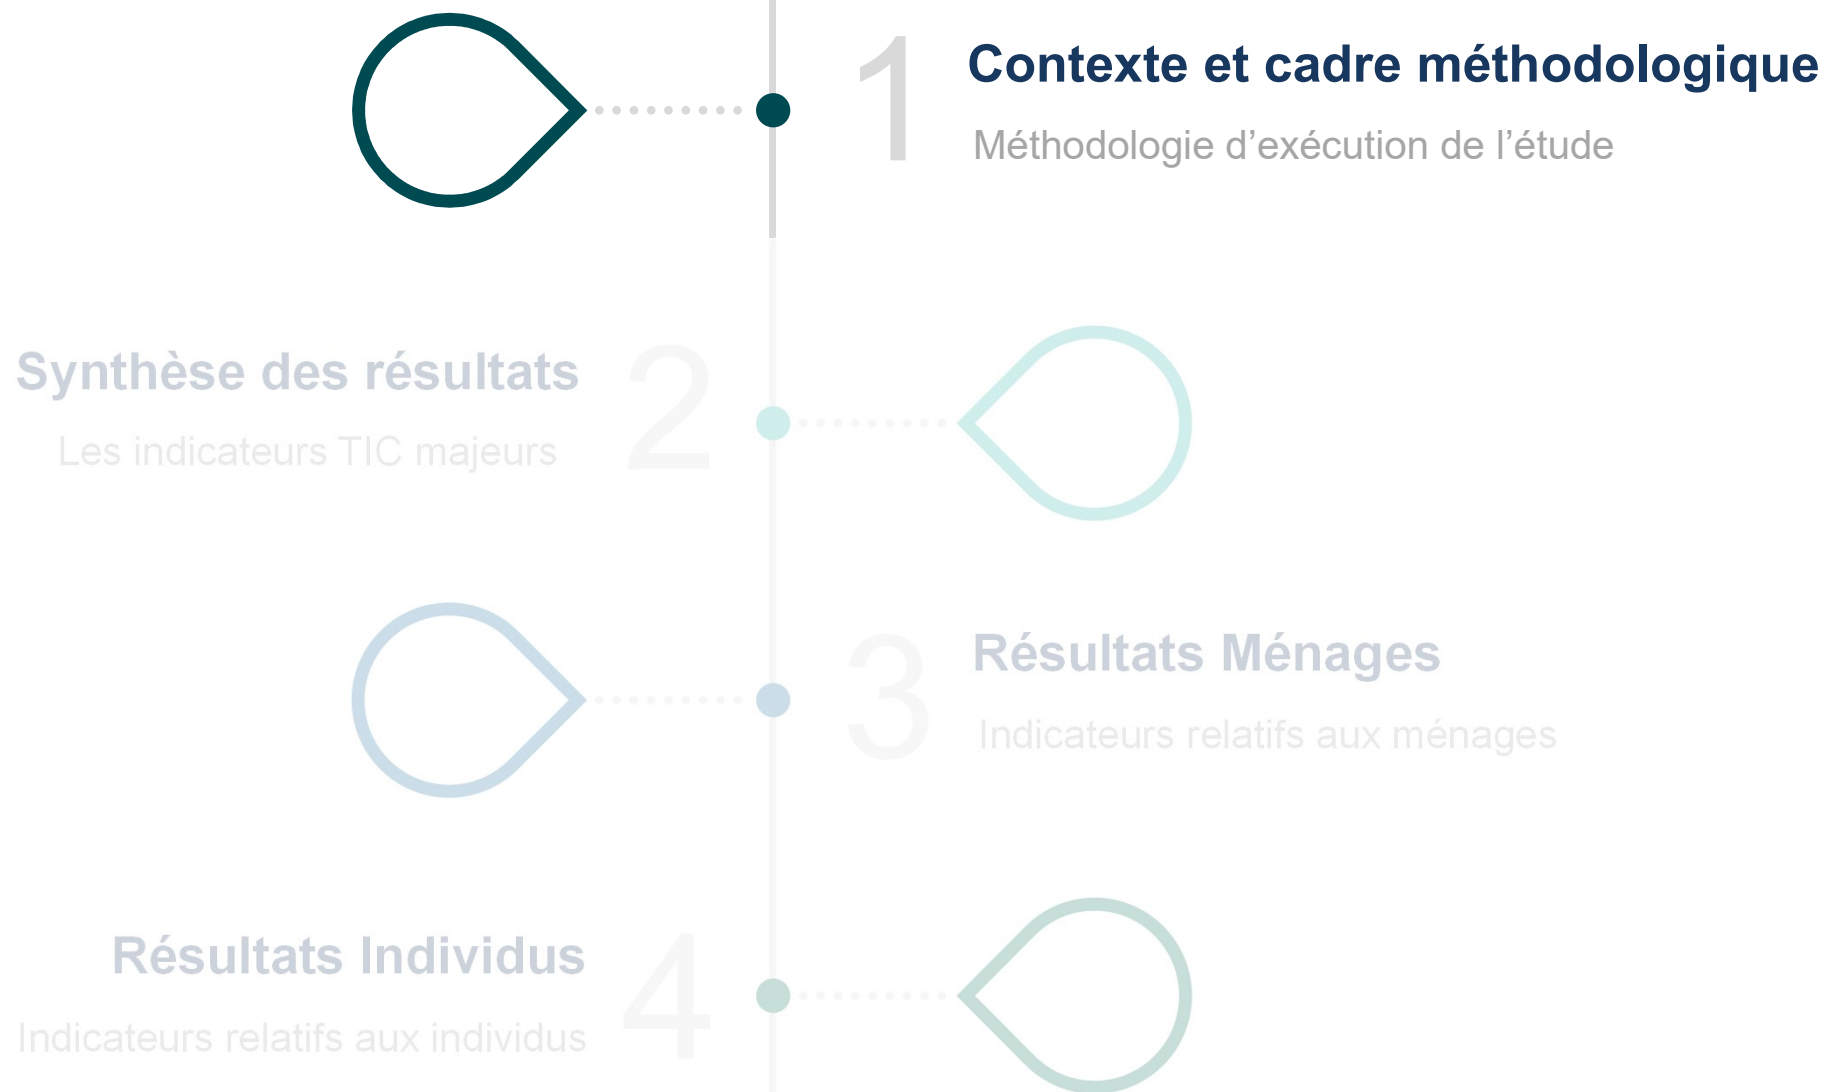 1
Contexte et cadre méthodologique
Méthodologie d’exécution de l’étude
Synthèse des résultats
2
Les indicateurs TIC majeurs
3
Résultats Ménages
Indicateurs relatifs aux ménages
Résultats Individus
4
Indicateurs relatifs aux individus